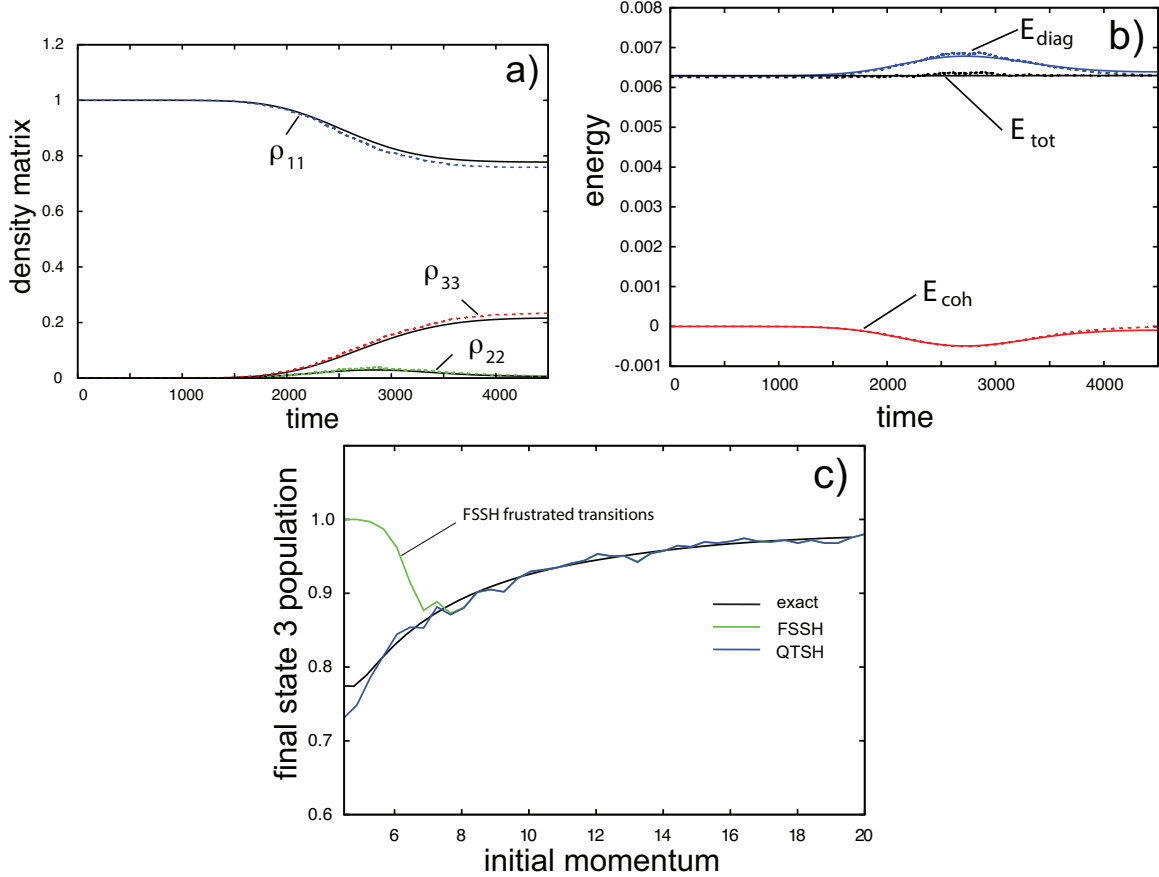 a)
1.2
1
0.8
0.6
0.4
0.2
0
density matrix
ρ11
ρ33
ρ22
0
1000
2000
3000
4000
time
b)
0.008
0.007
0.006
0.005
0.004
0.003
0.002
0.001
0
-0.001
energy
Ediag
Etot
Ecoh
0
1000
2000
3000
4000
time
c)
1.0
0.9
0.8
0.7
0.6
final state 3 population
FSSH frustrated transitions
exact
FSSH
QTSH
6
8
10
12
14
16
18
20
initial momentum